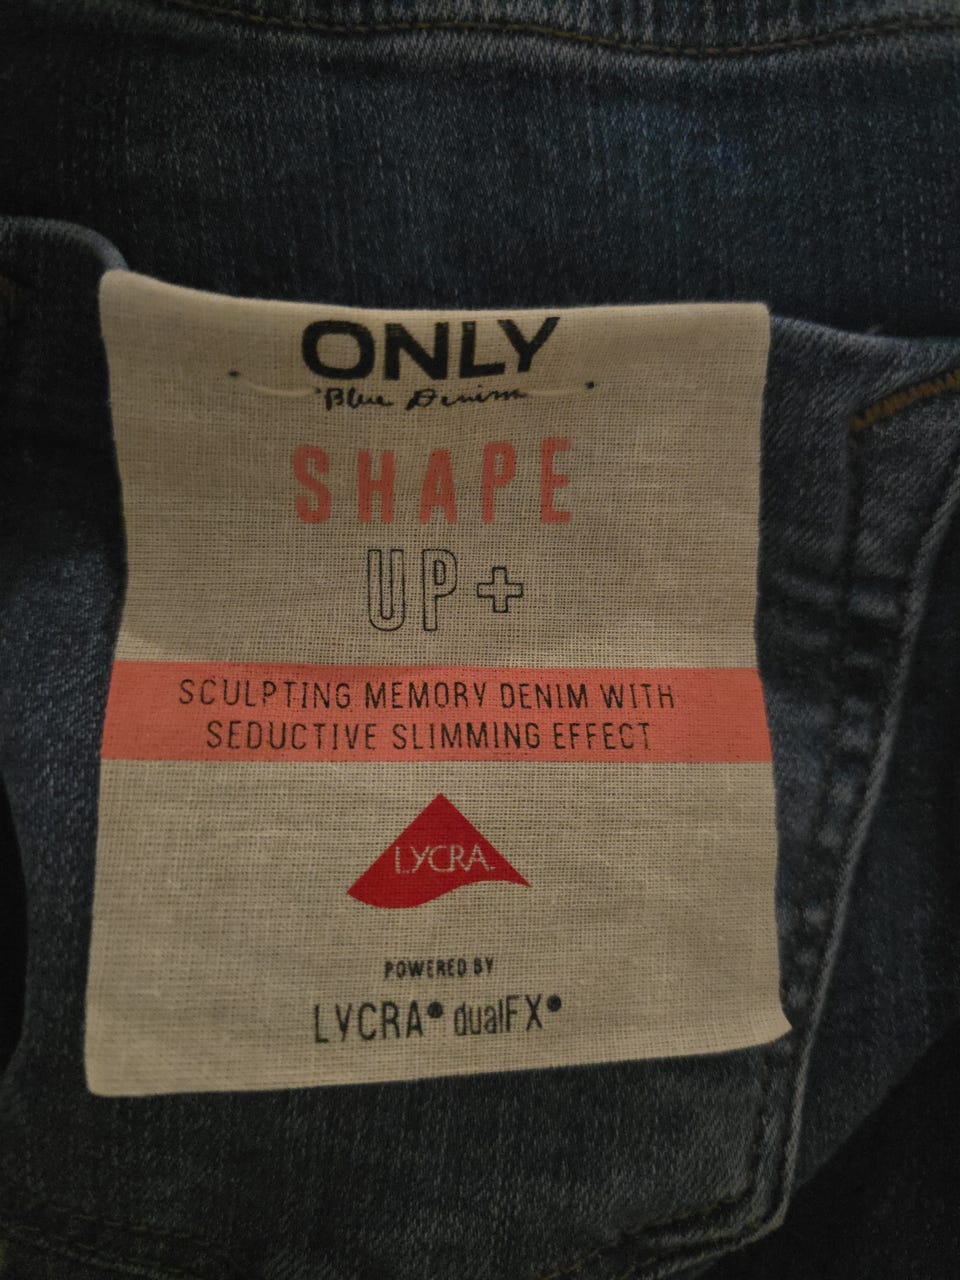 ONLY
Blue Denim
SHAPE
UP+
SCULPTING MEMORY DENIM WITH
SEDUCTIVE SLIMMING EFFECT
LYCRA.
POWERED BY
LYCRA® dualFX®